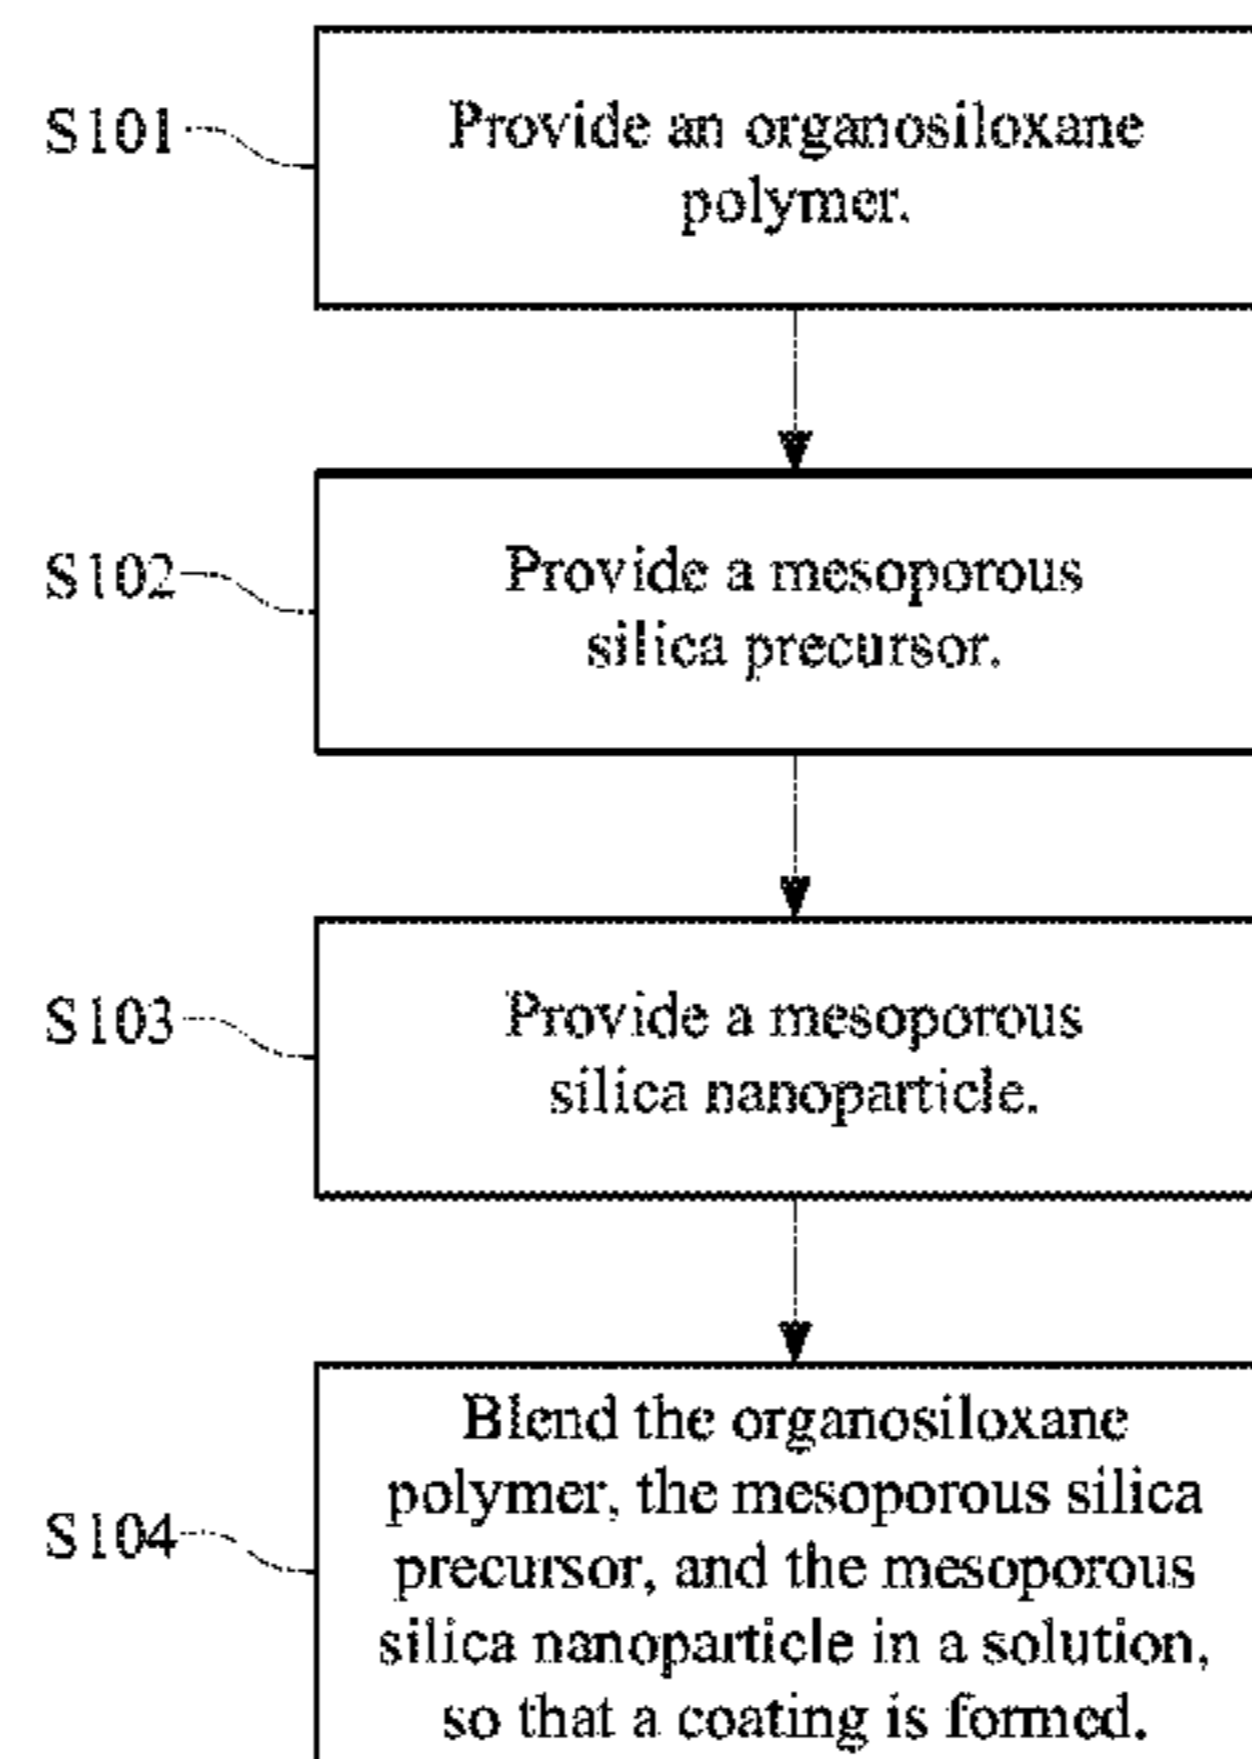 S101
Provide an organosiloxane
polymer.
S102
Provide a mesoporous
silica precursor.
S103
Provide a mesoporous
silica nanoparticle.
S104
Blend the organosiloxane
polymer, the mesoporous silica
precursor, and the mesoporous
silica nanoparticle in a solution,
so that a coating is formed.